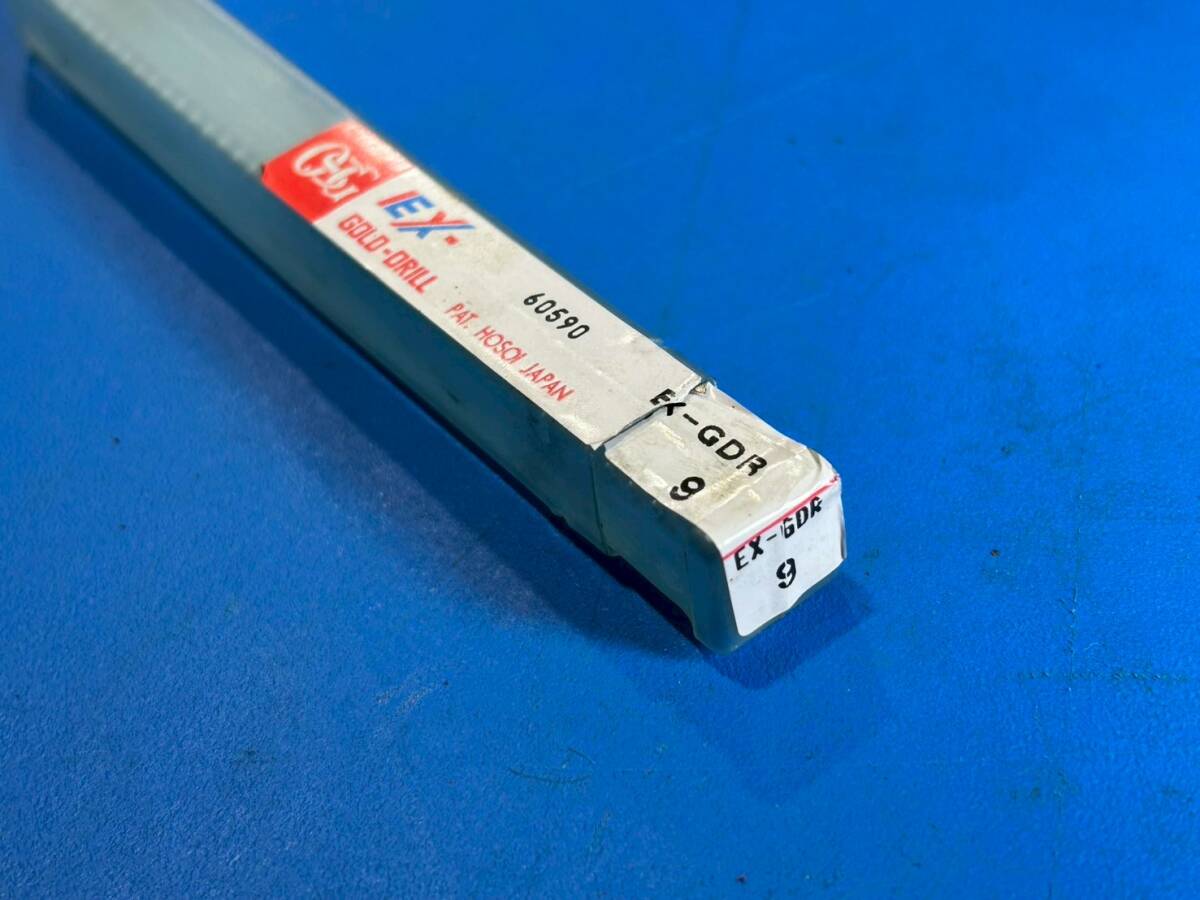 OSG
EX-
GOLD-DRILL
60590
PAT. HOSOI JAPAN
EX-GDR
9
EX-GDR
9